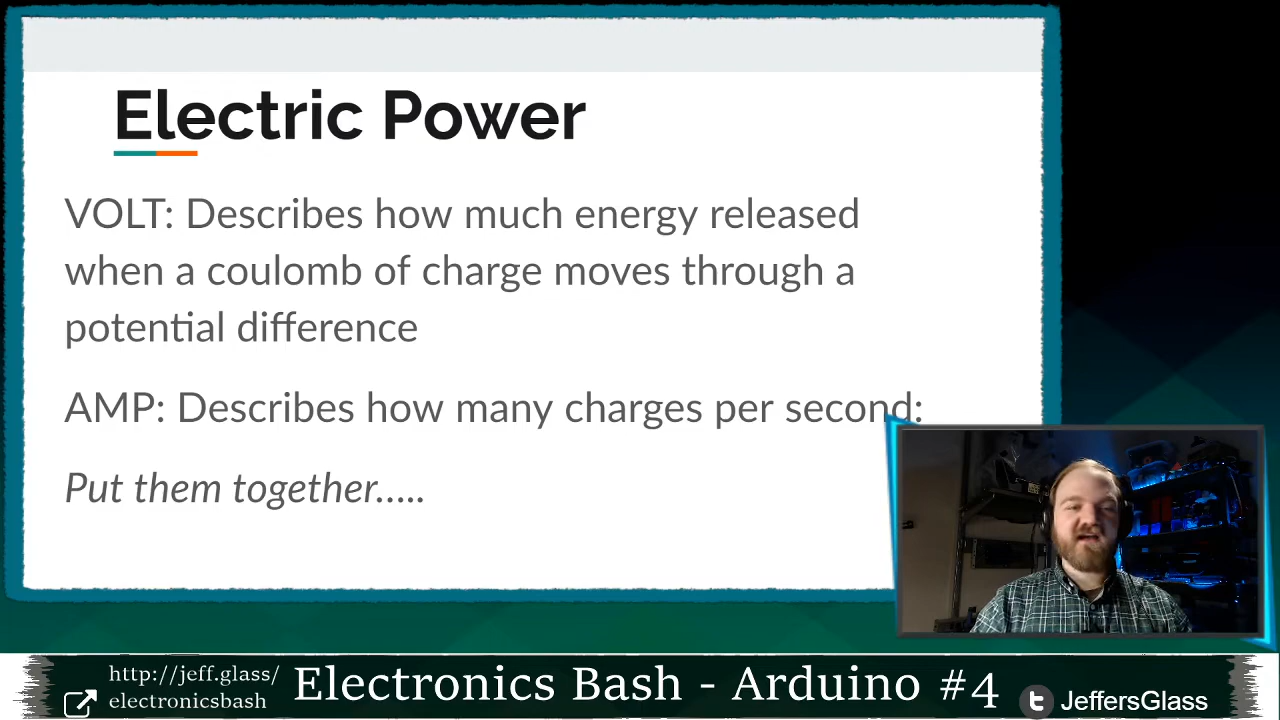 Electric Power
VOLT: Describes how much energy released
when a coulomb of charge moves through a
potential difference
AMP: Describes how many charges per second:
Put them together.....
http://jeff.glass/
electronicsbash
Electronics Bash - Arduino #4
JeffersGlass